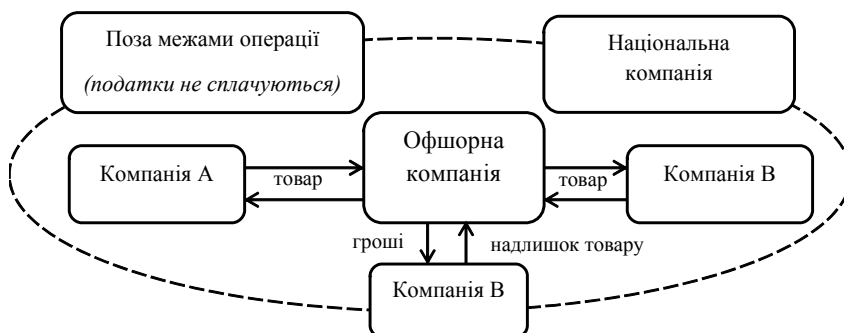 Поза межами операції
(податки не сплачуються)
Національна
компанія
Компанія А
товар
Офшорна
компанія
товар
Компанія В
гроші
надлишок товару
Компанія В